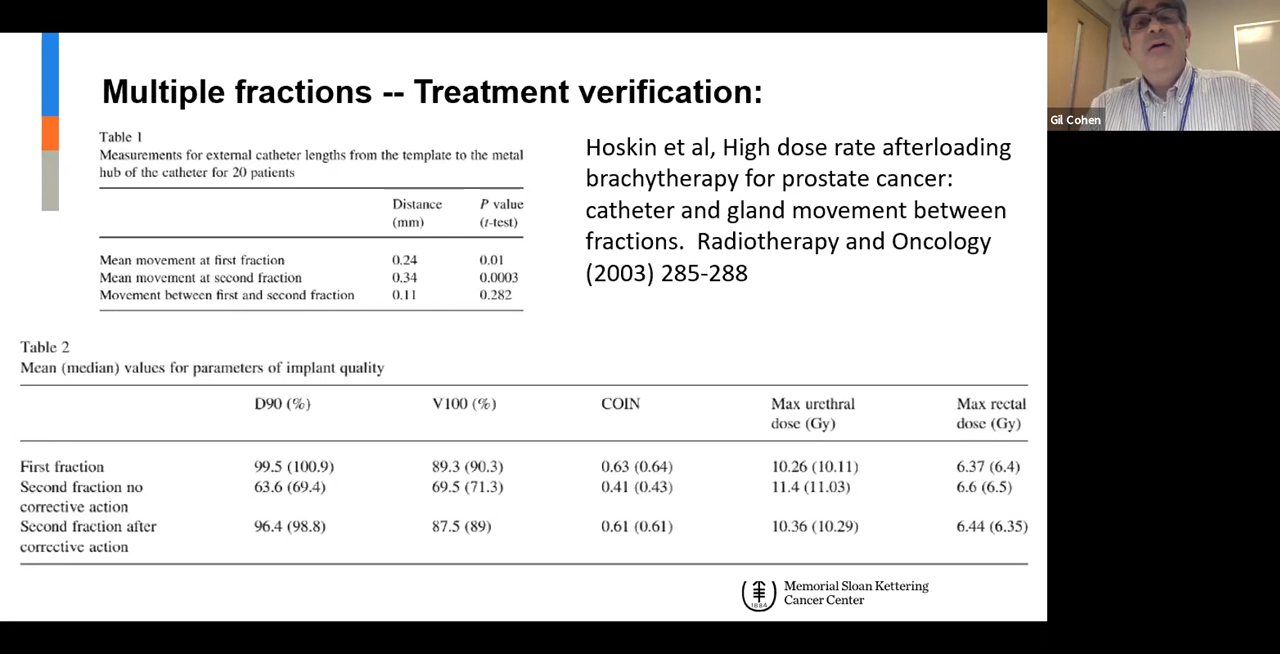 Multiple fractions -- Treatment verification:
Gil Cohen
Table 1
Measurements for external catheter lengths from the template to the metal
hub of the catheter for 20 patients
Distance P value
(mm) (t-test)
Mean movement at first fraction 0.24 0.01
Mean movement at second fraction 0.34 0.0003
Movement between first and second fraction 0.11 0.282
Hoskin et al, High dose rate afterloading
brachytherapy for prostate cancer:
catheter and gland movement between
fractions. Radiotherapy and Oncology
(2003) 285-288
Table 2
Mean (median) values for parameters of implant quality
D90 (%) V100 (%) COIN Max urethral Max rectal
dose (Gy) dose (Gy)
First fraction 99.5 (100.9) 89.3 (90.3) 0.63 (0.64) 10.26 (10.11) 6.37 (6.4)
Second fraction no 63.6 (69.4) 69.5 (71.3) 0.41 (0.43) 11.4 (11.03) 6.6 (6.5)
corrective action
Second fraction after 96.4 (98.8) 87.5 (89) 0.61 (0.61) 10.36 (10.29) 6.44 (6.35)
corrective action
1884
Memorial Sloan Kettering
Cancer Center